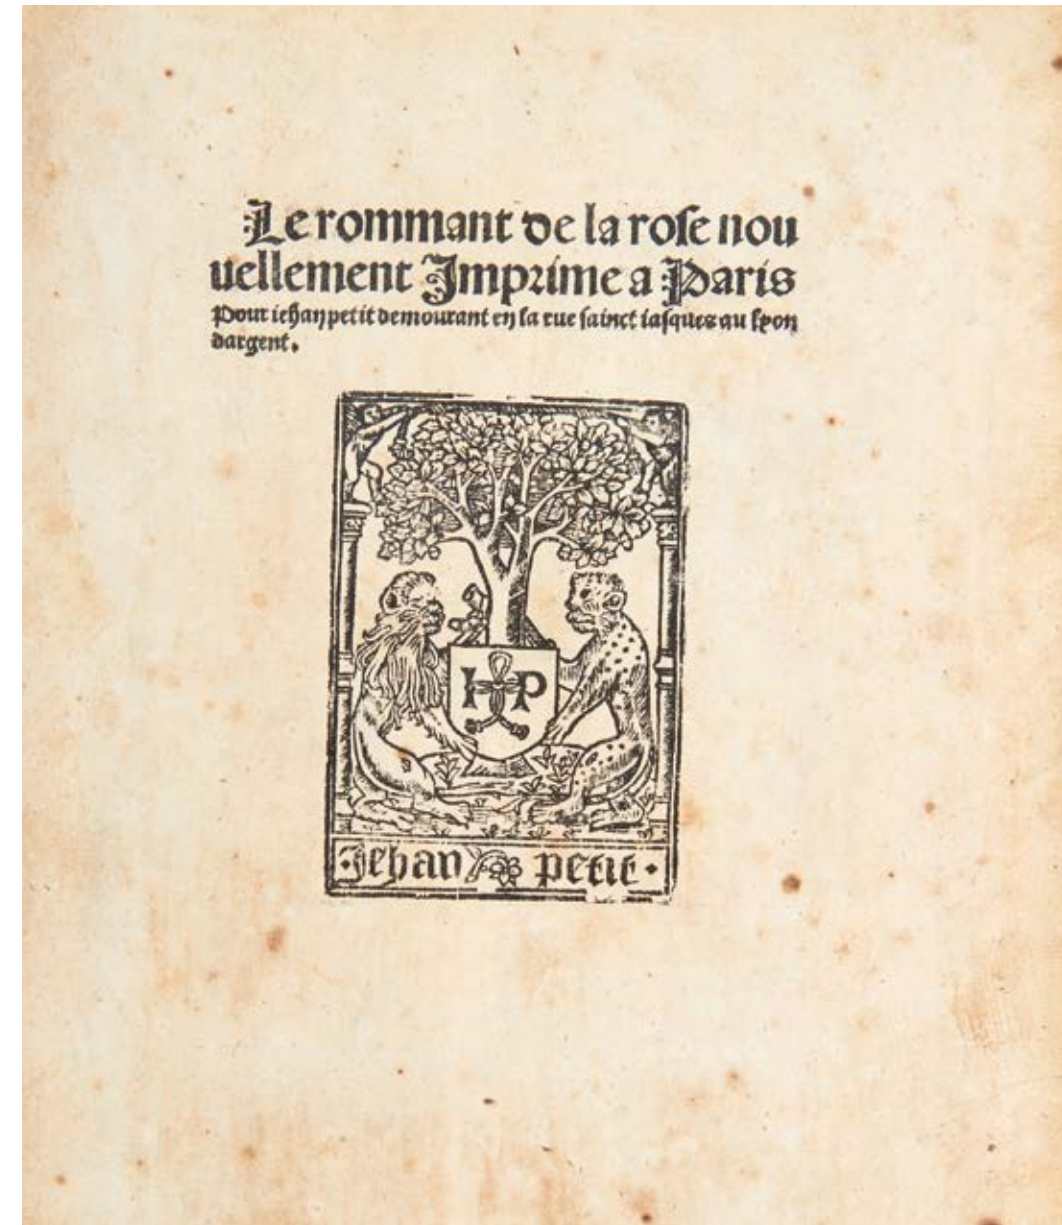 Le rommant de la rose nou
uellement Imprime a Paris
Pour iehan petit demourant en la rue sainct iasques au lyon
dargent.
I P
Jehan petit